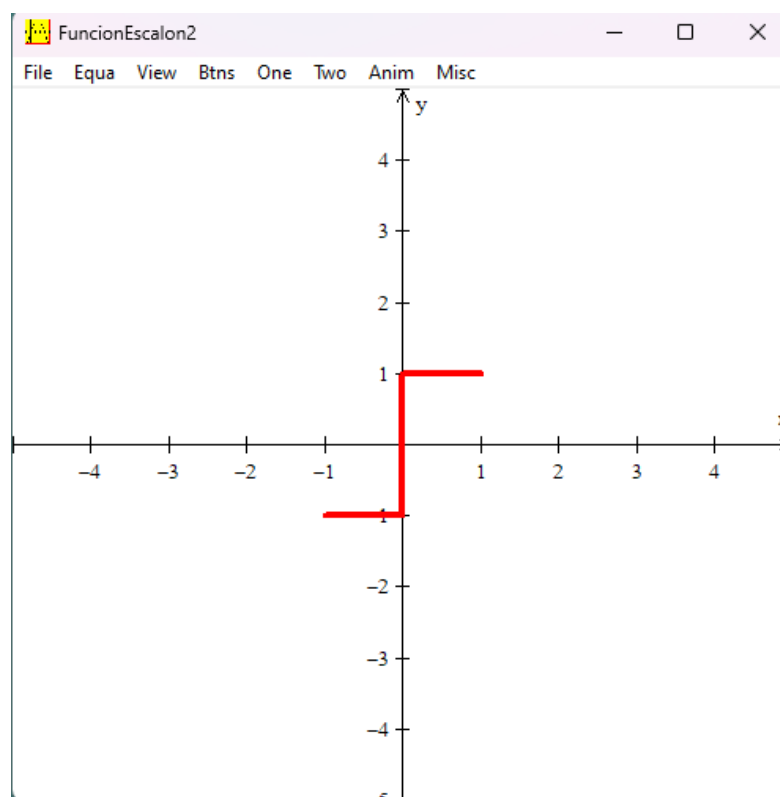 FuncionEscalon2
File Equa View Btns One Two Anim Misc
y
4
3
2
1
–4 –3 –2 –1 1 2 3 4
–1
–2
–3
–4